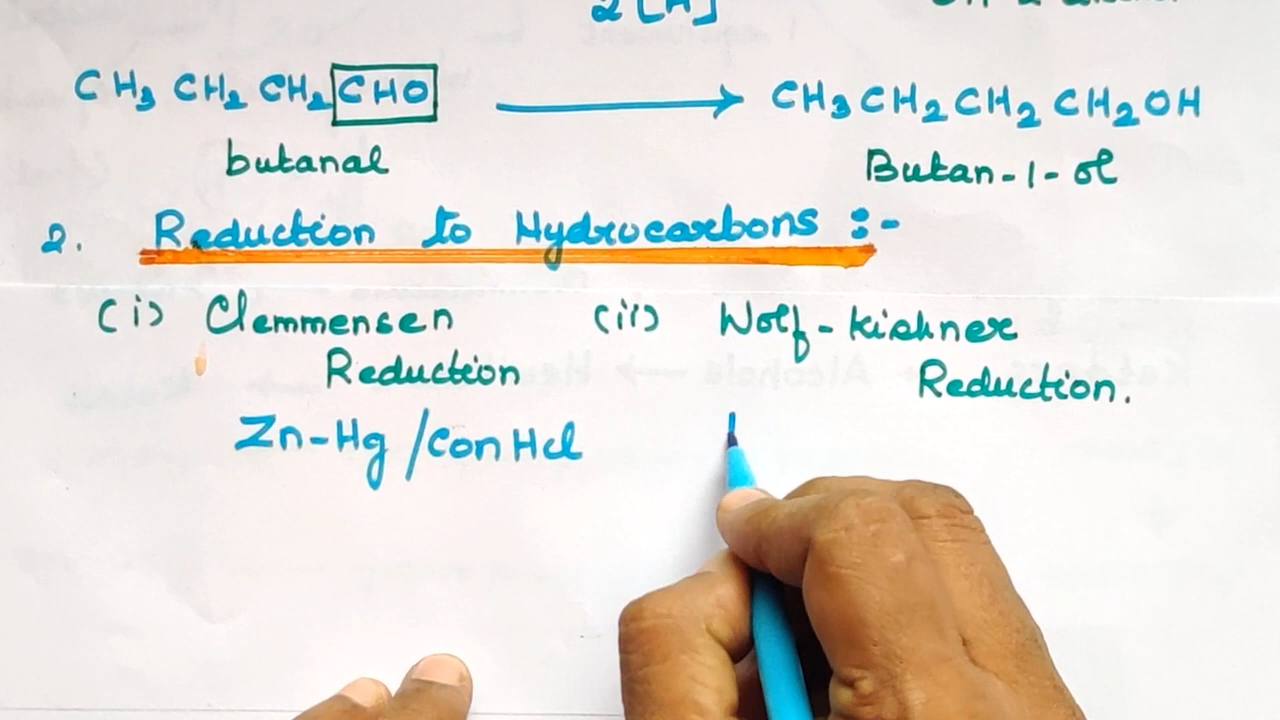 2 [H]
CH3 CH2 CH2 CHO → CH3 CH2 CH2 CH2 OH
butanal Butan-1-ol
2. Reduction to Hydrocarbons :-
(i) Clemmensen (ii) Wolf-Kishner
Reduction Reduction.
Zn-Hg / Con HCl